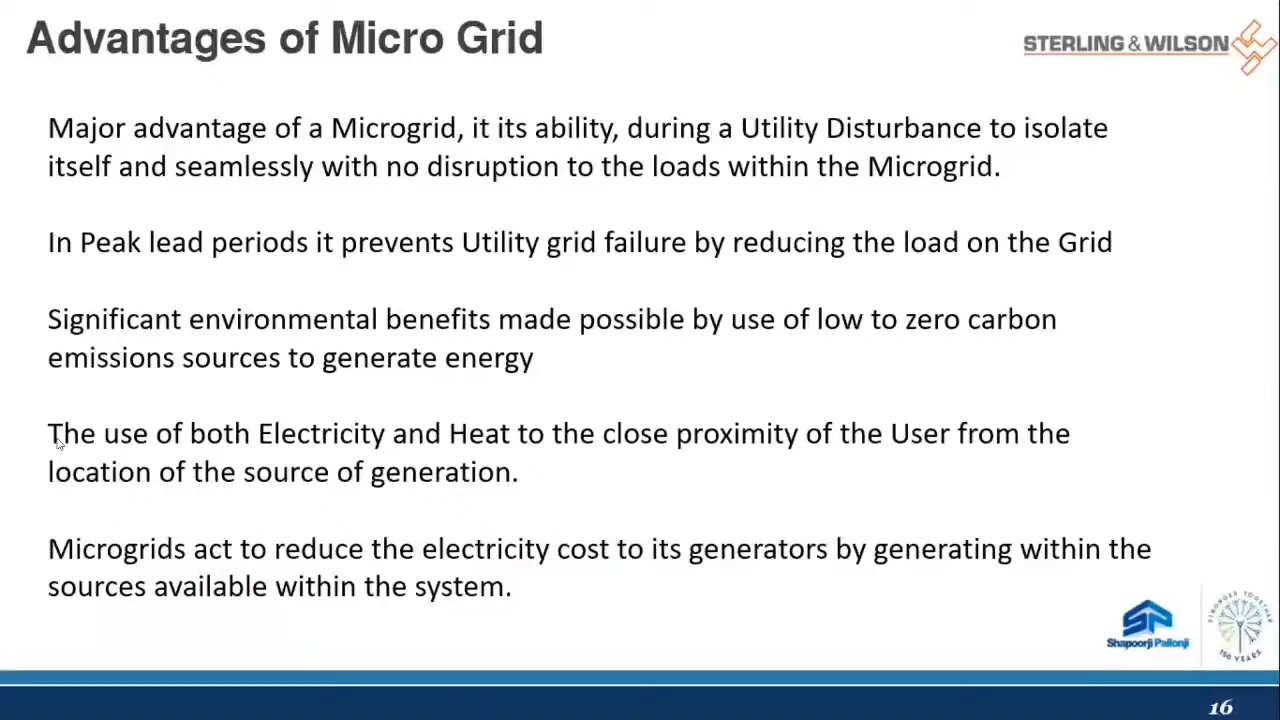 Advantages of Micro Grid
STERLING & WILSON
Major advantage of a Microgrid, it its ability, during a Utility Disturbance to isolate
itself and seamlessly with no disruption to the loads within the Microgrid.
In Peak lead periods it prevents Utility grid failure by reducing the load on the Grid
Significant environmental benefits made possible by use of low to zero carbon
emissions sources to generate energy
The use of both Electricity and Heat to the close proximity of the User from the
location of the source of generation.
Microgrids act to reduce the electricity cost to its generators by generating within the
sources available within the system.
SP
Shapoorji Pallonji
STRONGER TOGETHER
150 YEARS
16